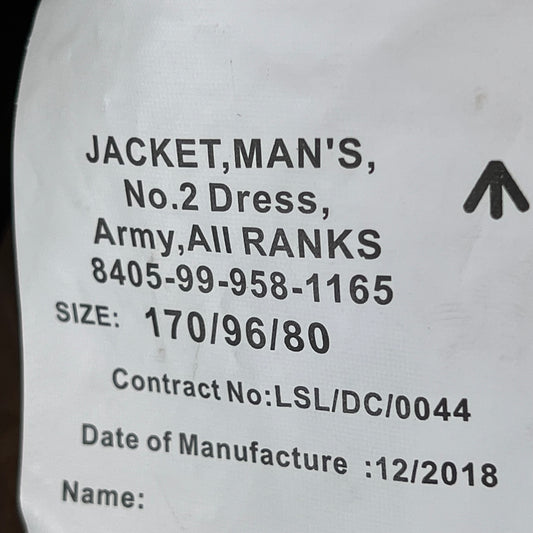 JACKET,MAN'S,
No.2 Dress,
Army,All RANKS
8405-99-958-1165
SIZE: 170/96/80
Contract No:LSL/DC/0044
Date of Manufacture :12/2018
Name: